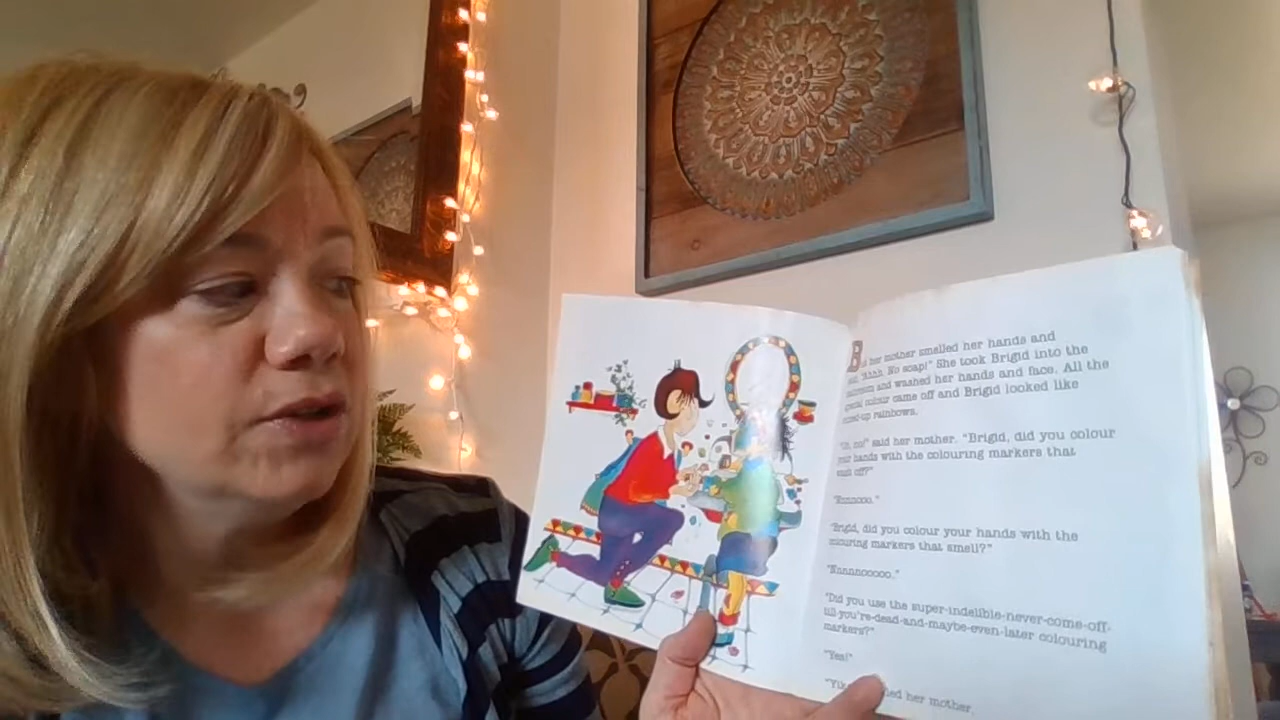 B her mother smelled her hands and
"Ahhh. No soap!" She took Brigid into the
and washed her hands and face. All the
special colour came off and Brigid looked like
rainbows.
"Oh, no!" said her mother. "Brigid, did you colour
your hands with the colouring markers that
off?"
"Nnnnooo."
"Brigid, did you colour your hands with the
colouring markers that smell?"
"Nnnnnooooo."
"Did you use the super-indelible-never-come-off-
till-you're-dead-and-maybe-even-later colouring
markers?"
"Yes!"
her mother.